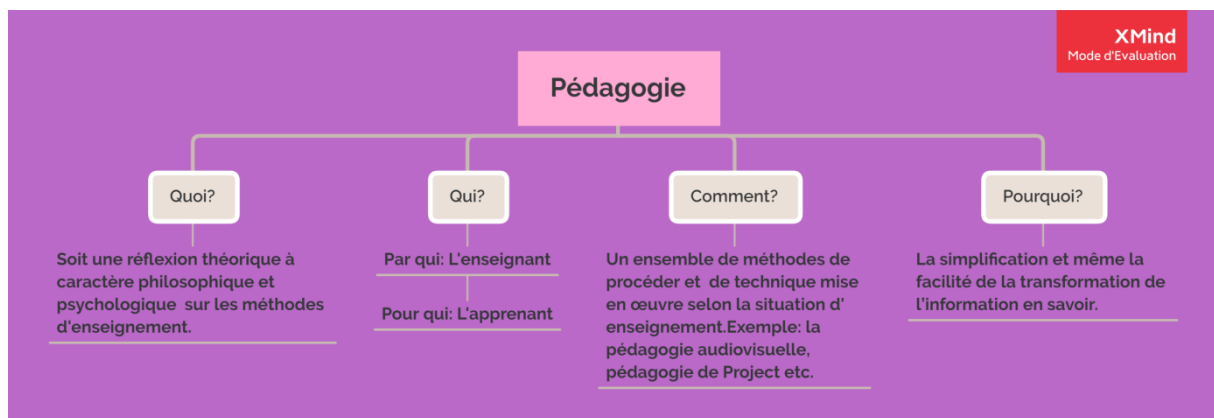 XMind
Mode d'Evaluation
Pédagogie
Quoi?
Qui?
Comment?
Pourquoi?
Soit une réflexion théorique à
caractère philosophique et
psychologique sur les méthodes
d'enseignement.
Par qui: L'enseignant
Pour qui: L'apprenant
Un ensemble de méthodes de
procéder et de technique mise
en œuvre selon la situation d'
enseignement.Exemple: la
pédagogie audiovisuelle,
pédagogie de Project etc.
La simplification et même la
facilité de la transformation de
l'information en savoir.